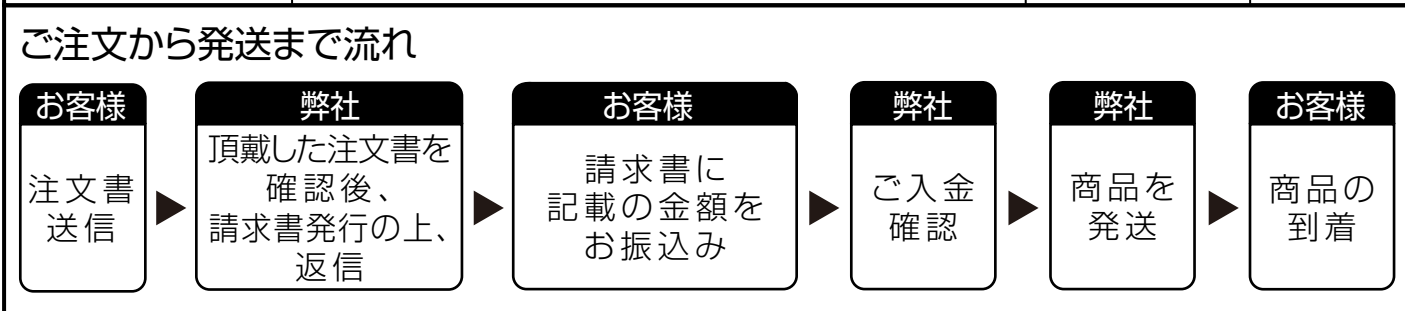 ご注文から発送まで流れ
お客様
注文書
送信
弊社
頂戴した注文書を
確認後、
請求書発行の上、
返信
お客様
請求書に
記載の金額を
お振込み
弊社
ご入金
確認
弊社
商品を
発送
お客様
商品の
到着